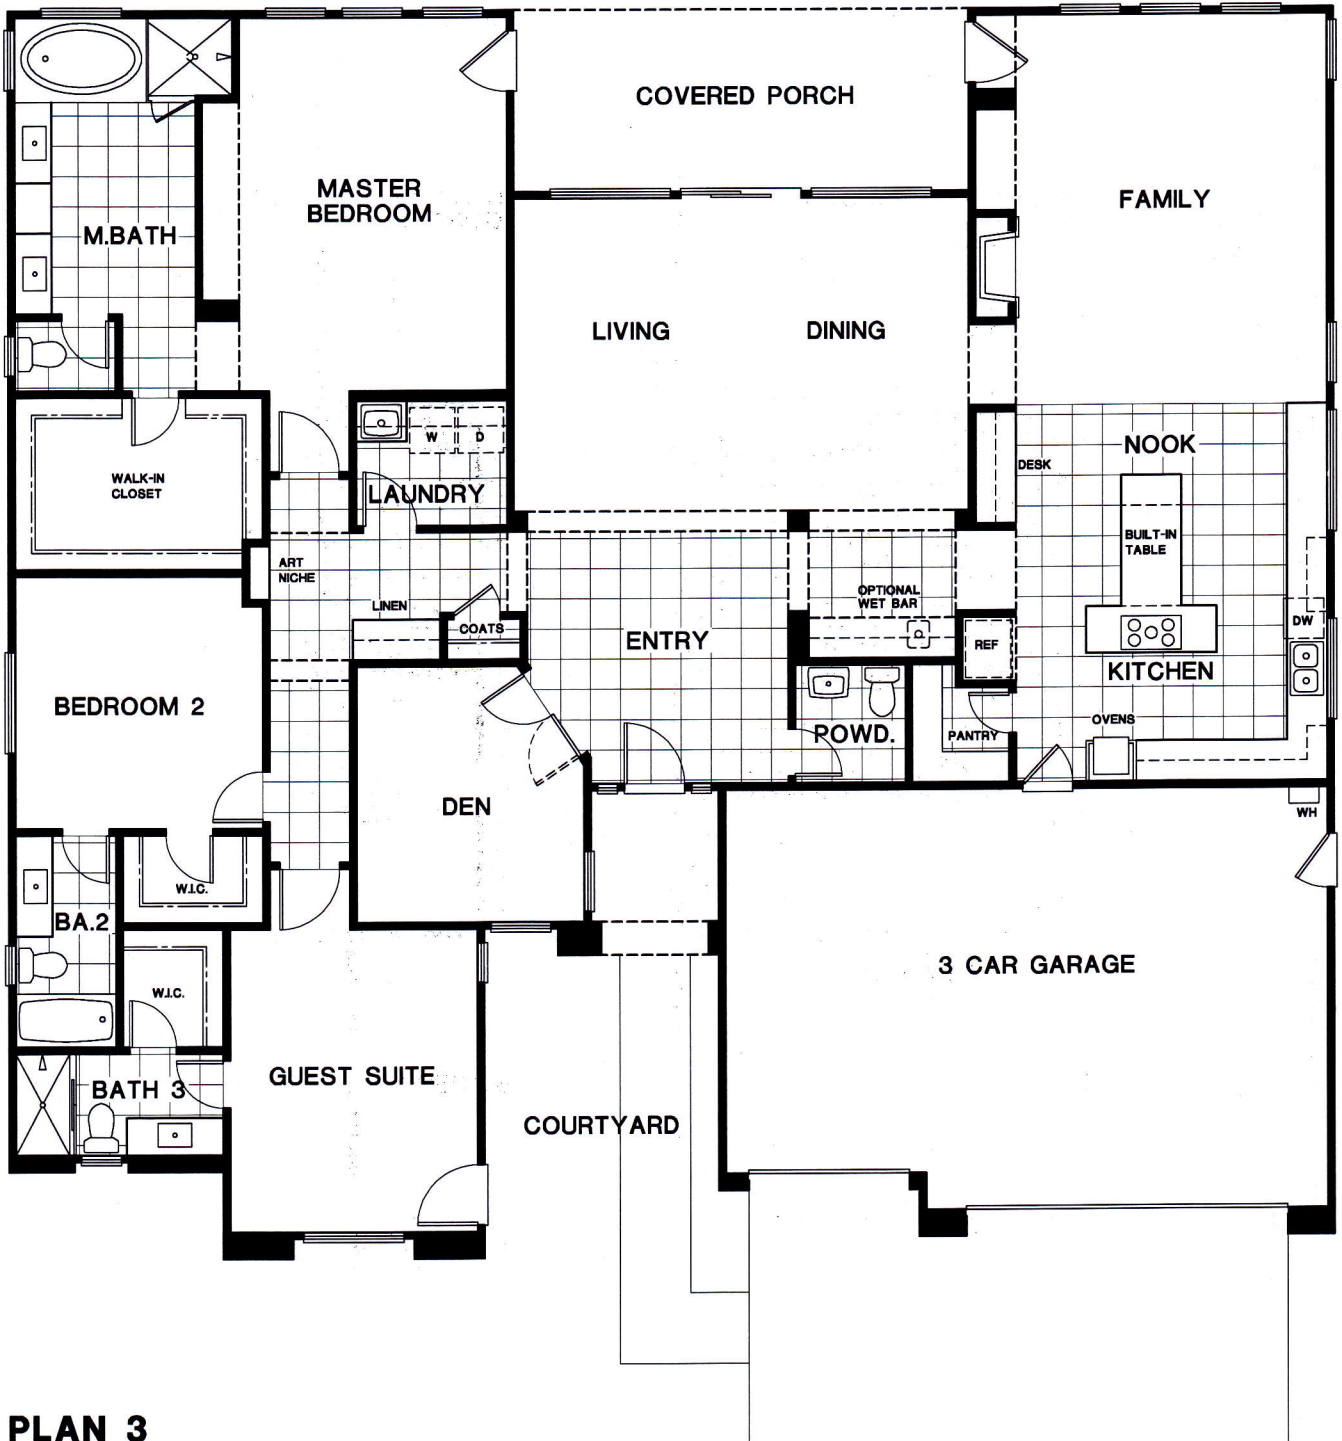 COVERED PORCH
MASTER
BEDROOM
FAMILY
M.BATH
LIVING
DINING
W
D
NOOK
DESK
WALK-IN
CLOSET
LAUNDRY
BUILT-IN
TABLE
ART
NICHE
LINEN
OPTIONAL
WET BAR
COATS
ENTRY
REF
DW
KITCHEN
BEDROOM 2
OVENS
POWD.
PANTRY
DEN
WH
W.I.C.
BA.2
3 CAR GARAGE
W.I.C.
GUEST SUITE
BATH 3
COURTYARD
PLAN 3